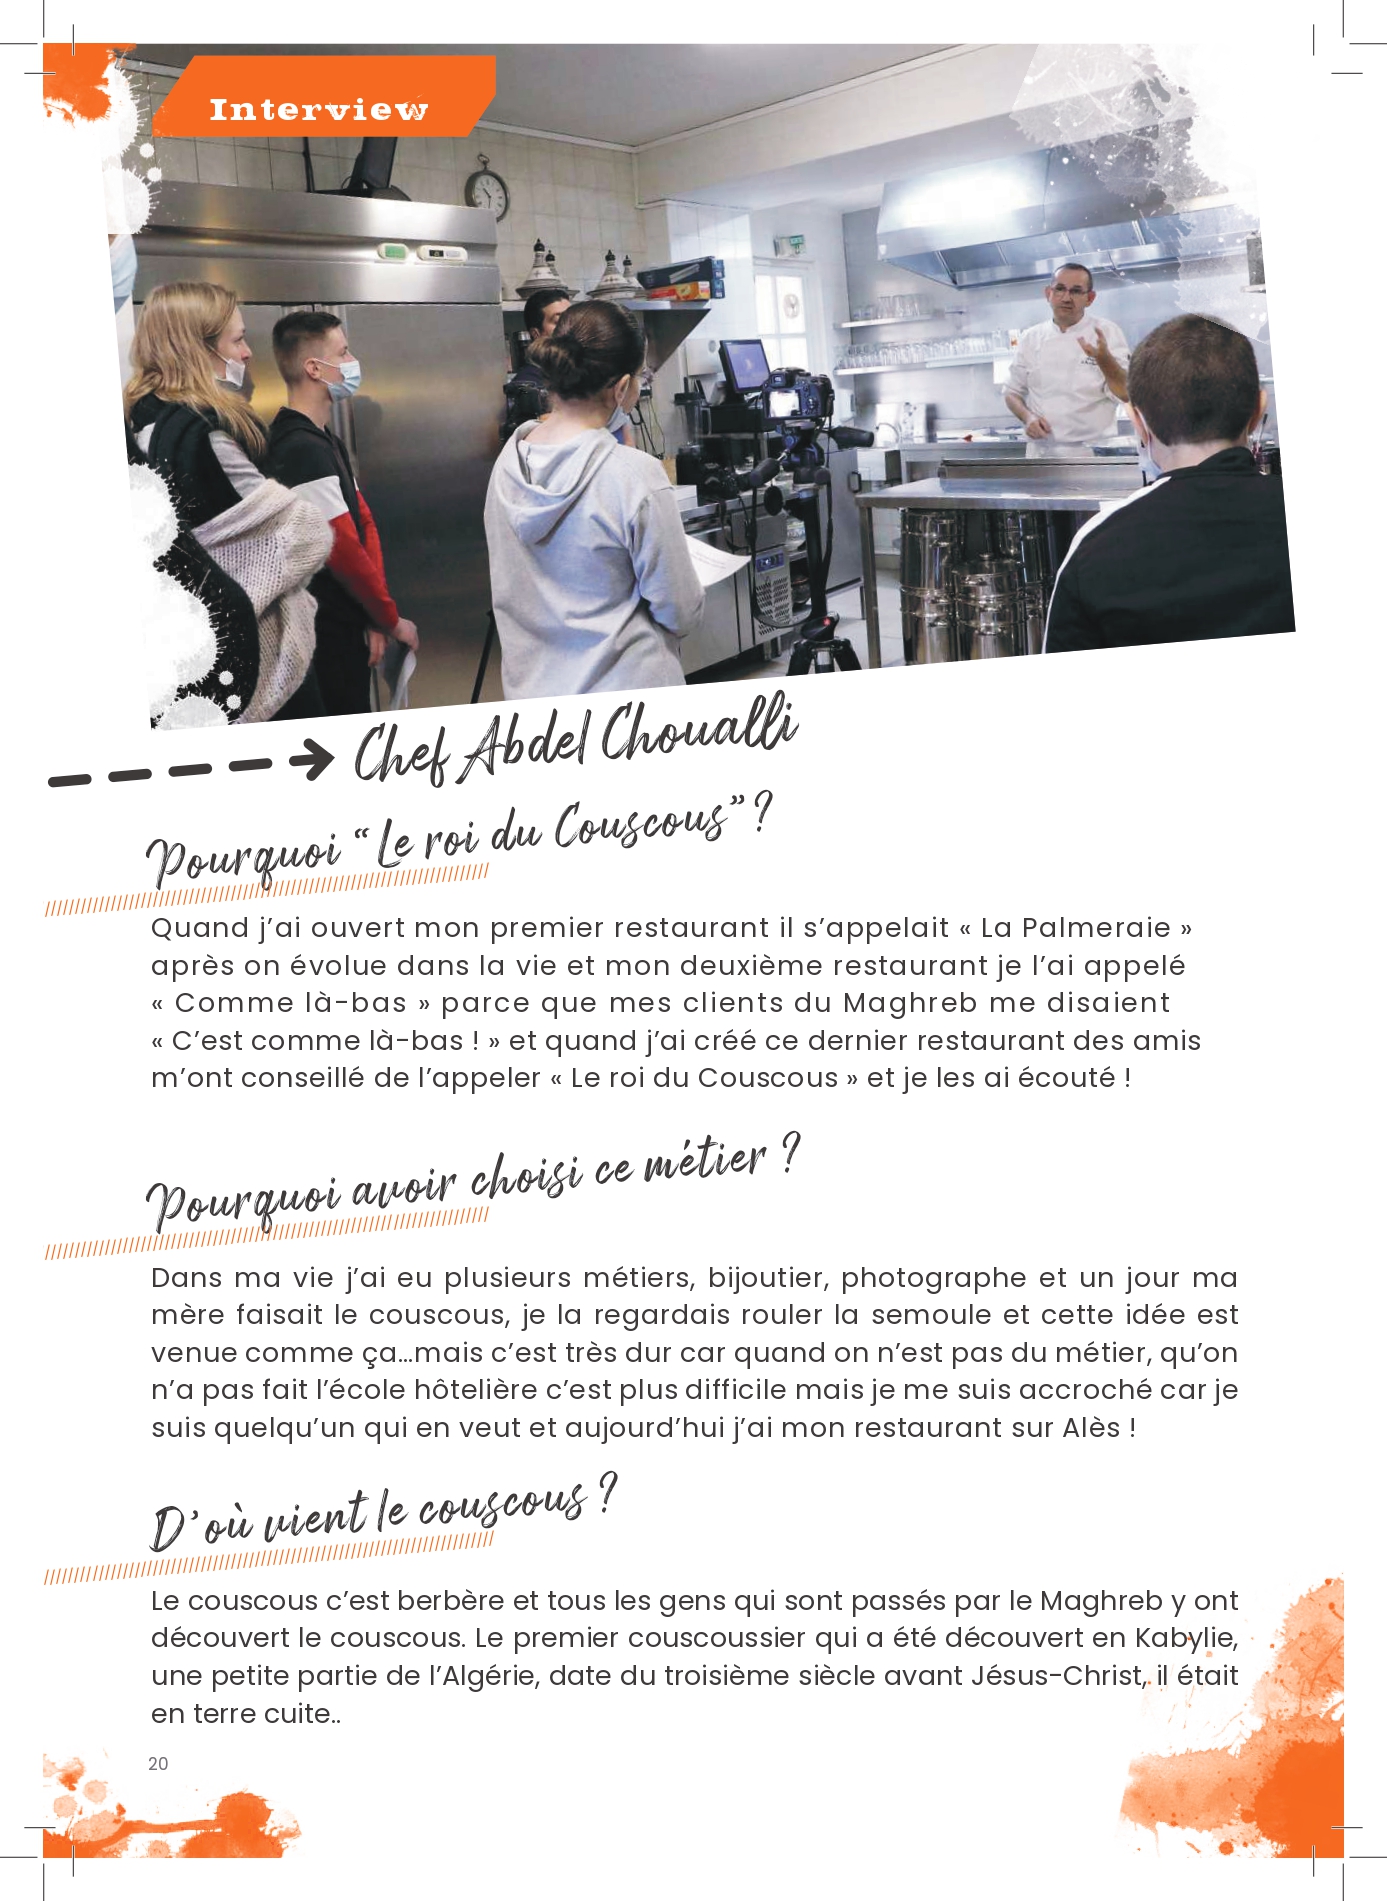 Interview
Chef Abdel Choualli
Pourquoi “Le roi du Couscous” ?
Quand j’ai ouvert mon premier restaurant il s’appelait « La Palmeraie »
après on évolue dans la vie et mon deuxième restaurant je l’ai appelé
« Comme là-bas » parce que mes clients du Maghreb me disaient
« C’est comme là-bas ! » et quand j’ai créé ce dernier restaurant des amis
m’ont conseillé de l’appeler « Le roi du Couscous » et je les ai écouté !
Pourquoi avoir choisi ce métier ?
Dans ma vie j’ai eu plusieurs métiers, bijoutier, photographe et un jour ma
mère faisait le couscous, je la regardais rouler la semoule et cette idée est
venue comme ça…mais c’est très dur car quand on n’est pas du métier, qu’on
n’a pas fait l’école hôtelière c’est plus difficile mais je me suis accroché car je
suis quelqu’un qui en veut et aujourd’hui j’ai mon restaurant sur Alès !
D’où vient le couscous ?
Le couscous c’est berbère et tous les gens qui sont passés par le Maghreb y ont
découvert le couscous. Le premier couscoussier qui a été découvert en Kabylie,
une petite partie de l’Algérie, date du troisième siècle avant Jésus-Christ, il était
en terre cuite..
20